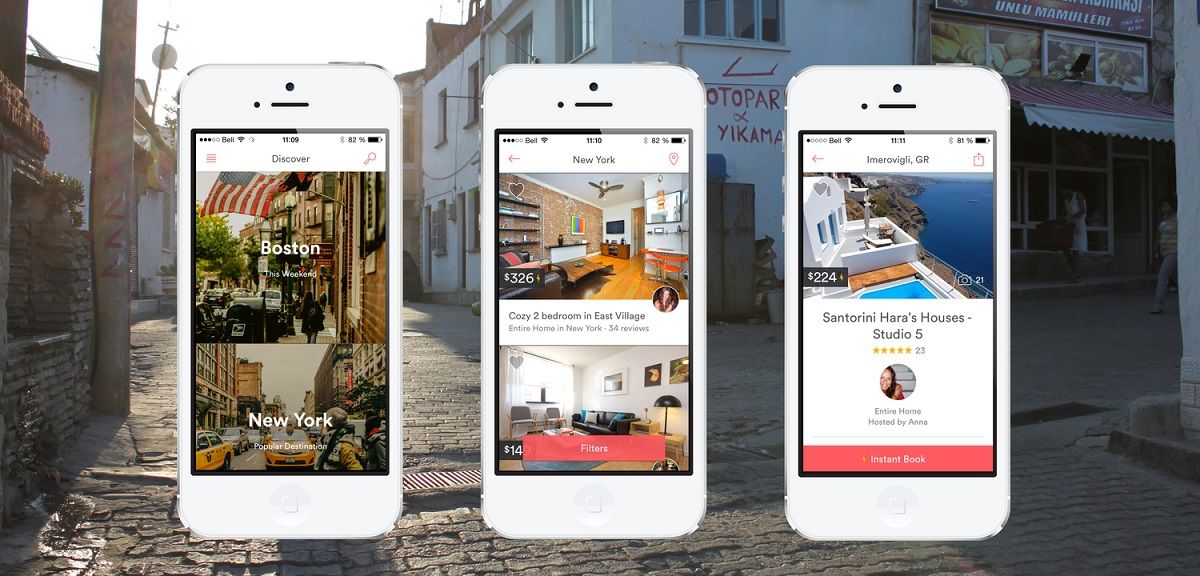 UNLU MAMÜLLERİ
OTOPAR
&
YIKAMA
Bell
11:09
82 %
Discover
Boston
This Weekend
New York
Popular Destination
Bell
11:10
82 %
New York
$326
Cozy 2 bedroom in East Village
Entire Home in New York · 34 reviews
$14
Filters
Bell
11:11
81 %
Imerovigli, GR
$224
21
Santorini Hara's Houses -
Studio 5
23
Entire Home
Hosted by Anna
Instant Book